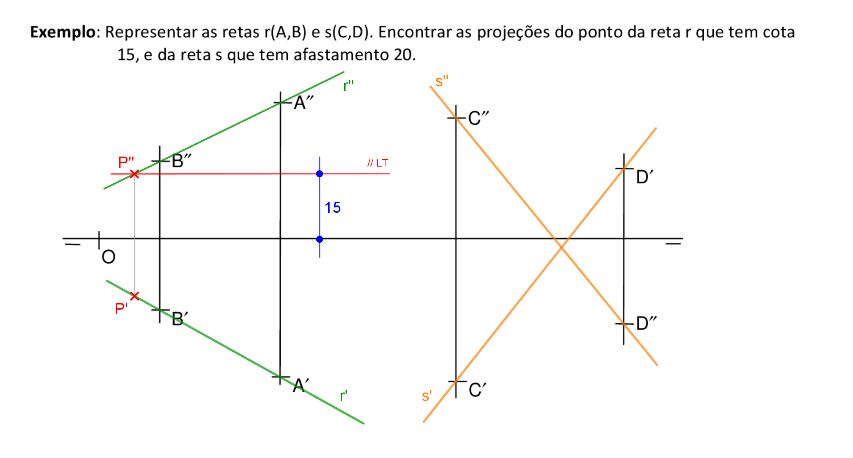 Exemplo: Representar as retas r(A,B) e s(C,D). Encontrar as projeções do ponto da reta r que tem cota
15, e da reta s que tem afastamento 20.
s"
r"
A″
C″
P"
B″
// LT
D′
15
O
P'
B′
D″
A′
r'
s'
C′